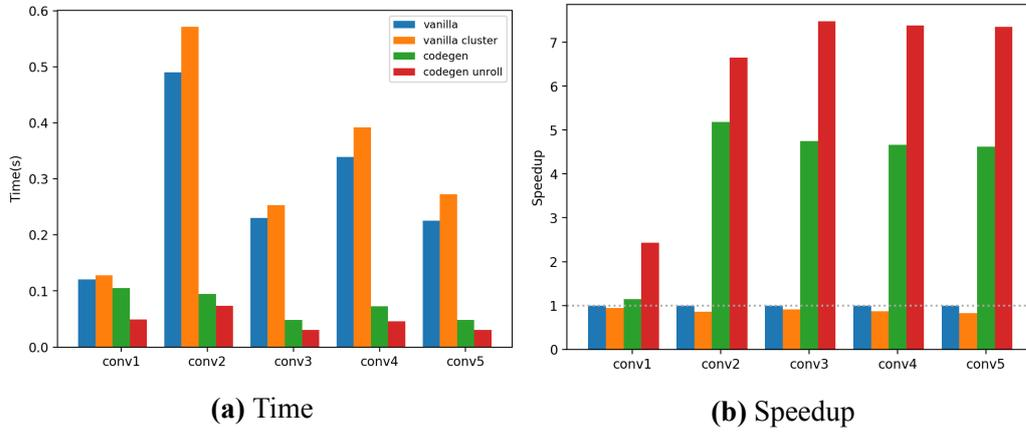 0.6
0.5
0.4
0.3
0.2
0.1
0.0
Time(s)
vanilla
vanilla cluster
codegen
codegen unroll
conv1 conv2 conv3 conv4 conv5
(a) Time
7
6
5
4
3
2
1
0
Speedup
conv1 conv2 conv3 conv4 conv5
(b) Speedup